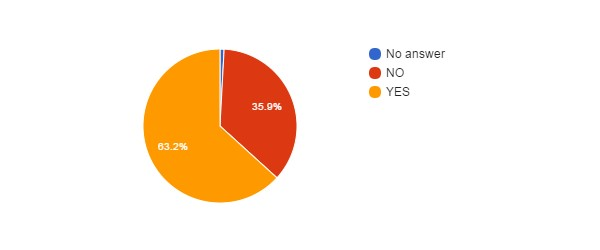 No answer
NO
YES
35.9%
63.2%